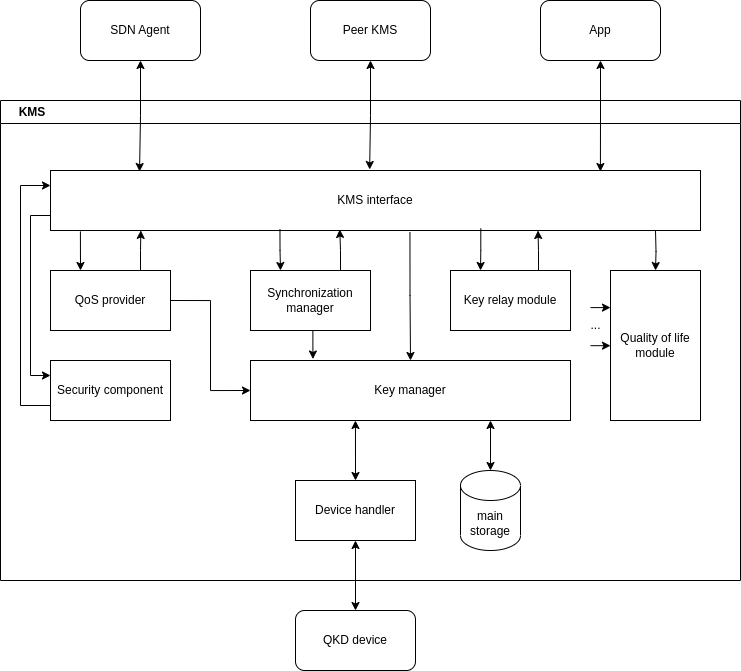 SDN Agent
Peer KMS
App
KMS
KMS interface
QoS provider
Synchronization
manager
Key relay module
...
Quality of life
module
Security component
Key manager
Device handler
main
storage
QKD device